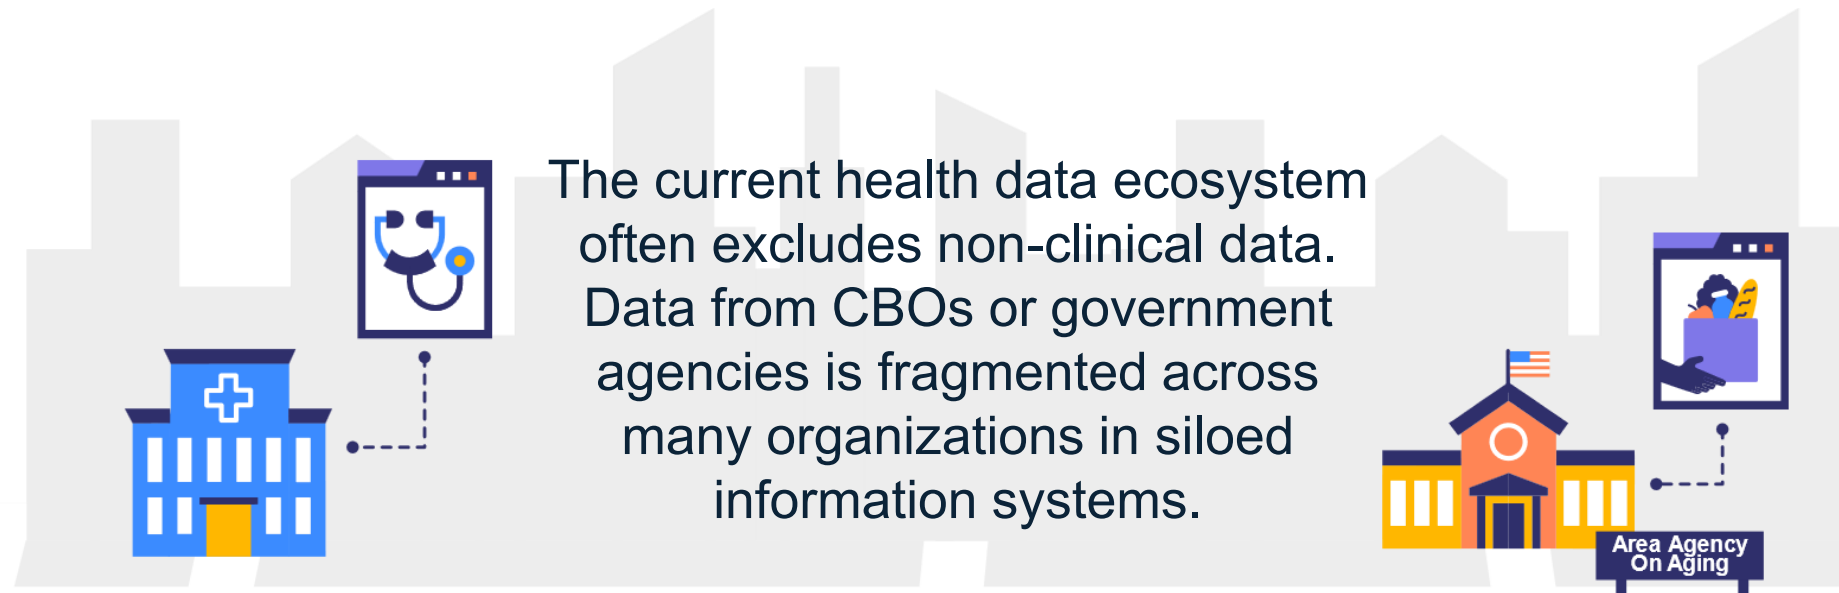 The current health data ecosystem
often excludes non-clinical data.
Data from CBOs or government
agencies is fragmented across
many organizations in siloed
information systems.
Area Agency
On Aging